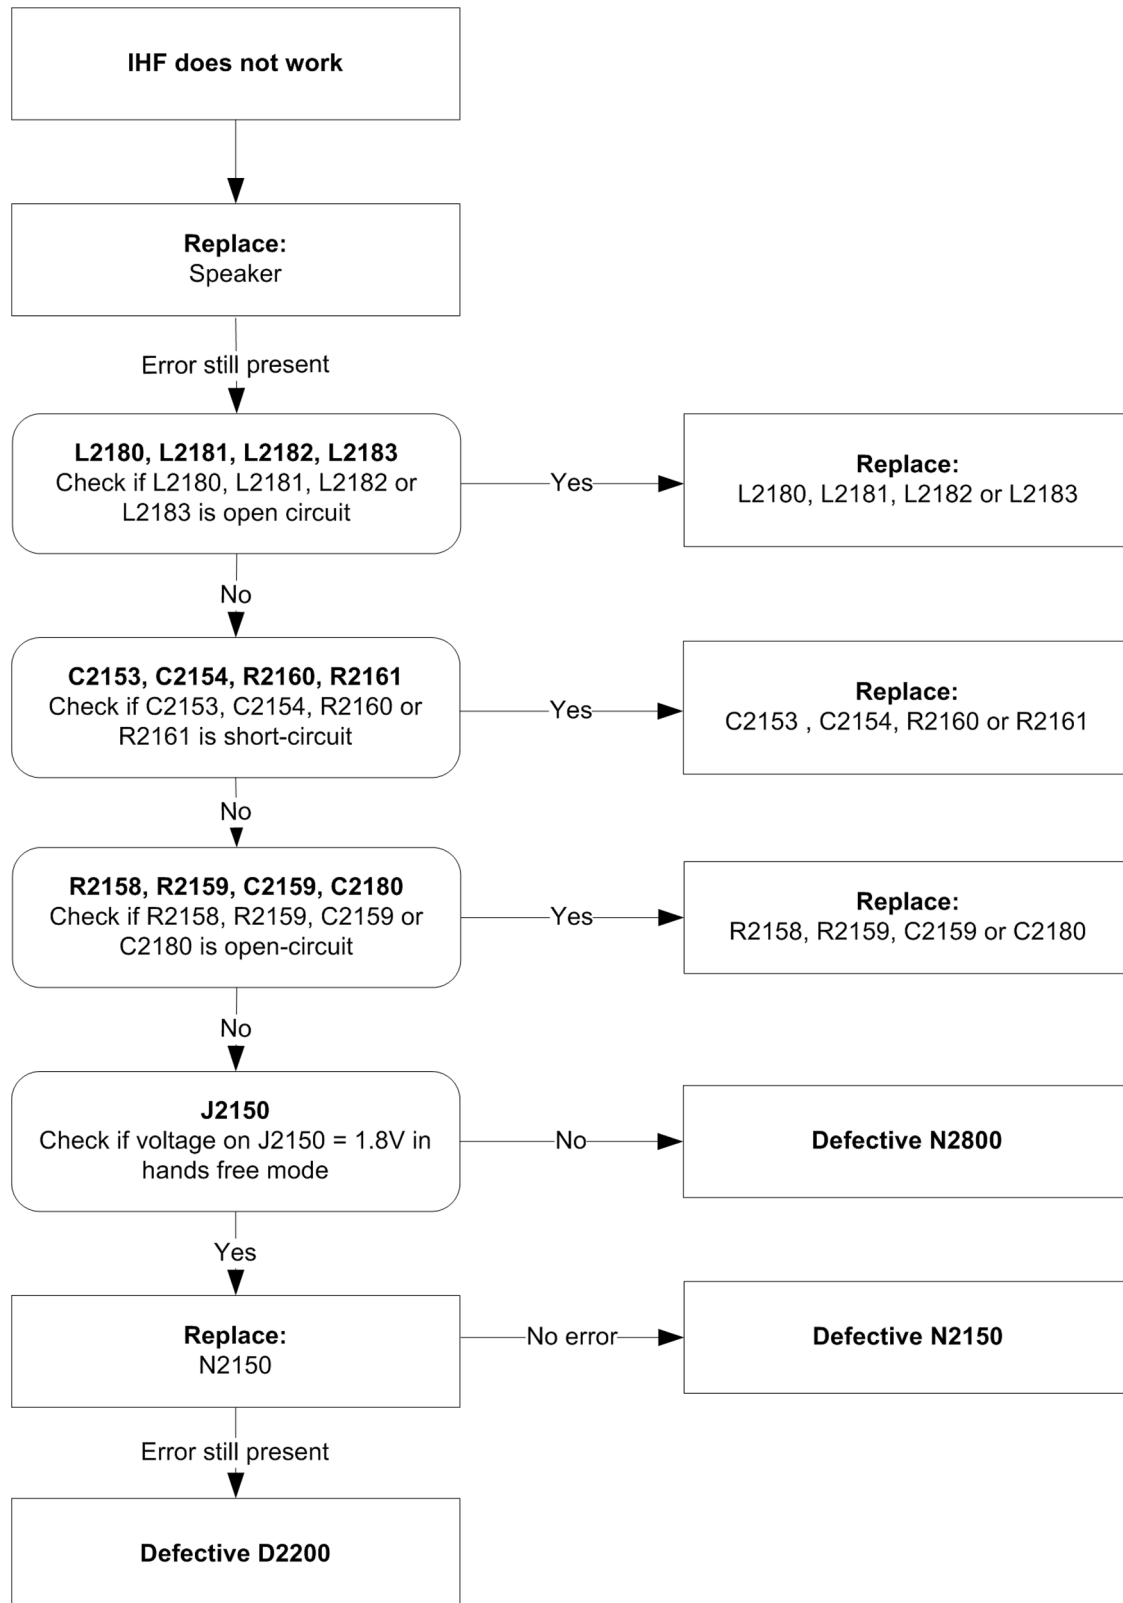 IHF does not work
Replace:
Speaker
Error still present
L2180, L2181, L2182, L2183
Check if L2180, L2181, L2182 or
L2183 is open circuit
Yes
Replace:
L2180, L2181, L2182 or L2183
No
C2153, C2154, R2160, R2161
Check if C2153, C2154, R2160 or
R2161 is short-circuit
Yes
Replace:
C2153 , C2154, R2160 or R2161
No
R2158, R2159, C2159, C2180
Check if R2158, R2159, C2159 or
C2180 is open-circuit
Yes
Replace:
R2158, R2159, C2159 or C2180
No
J2150
Check if voltage on J2150 = 1.8V in
hands free mode
No
Defective N2800
Yes
Replace:
N2150
No error
Defective N2150
Error still present
Defective D2200